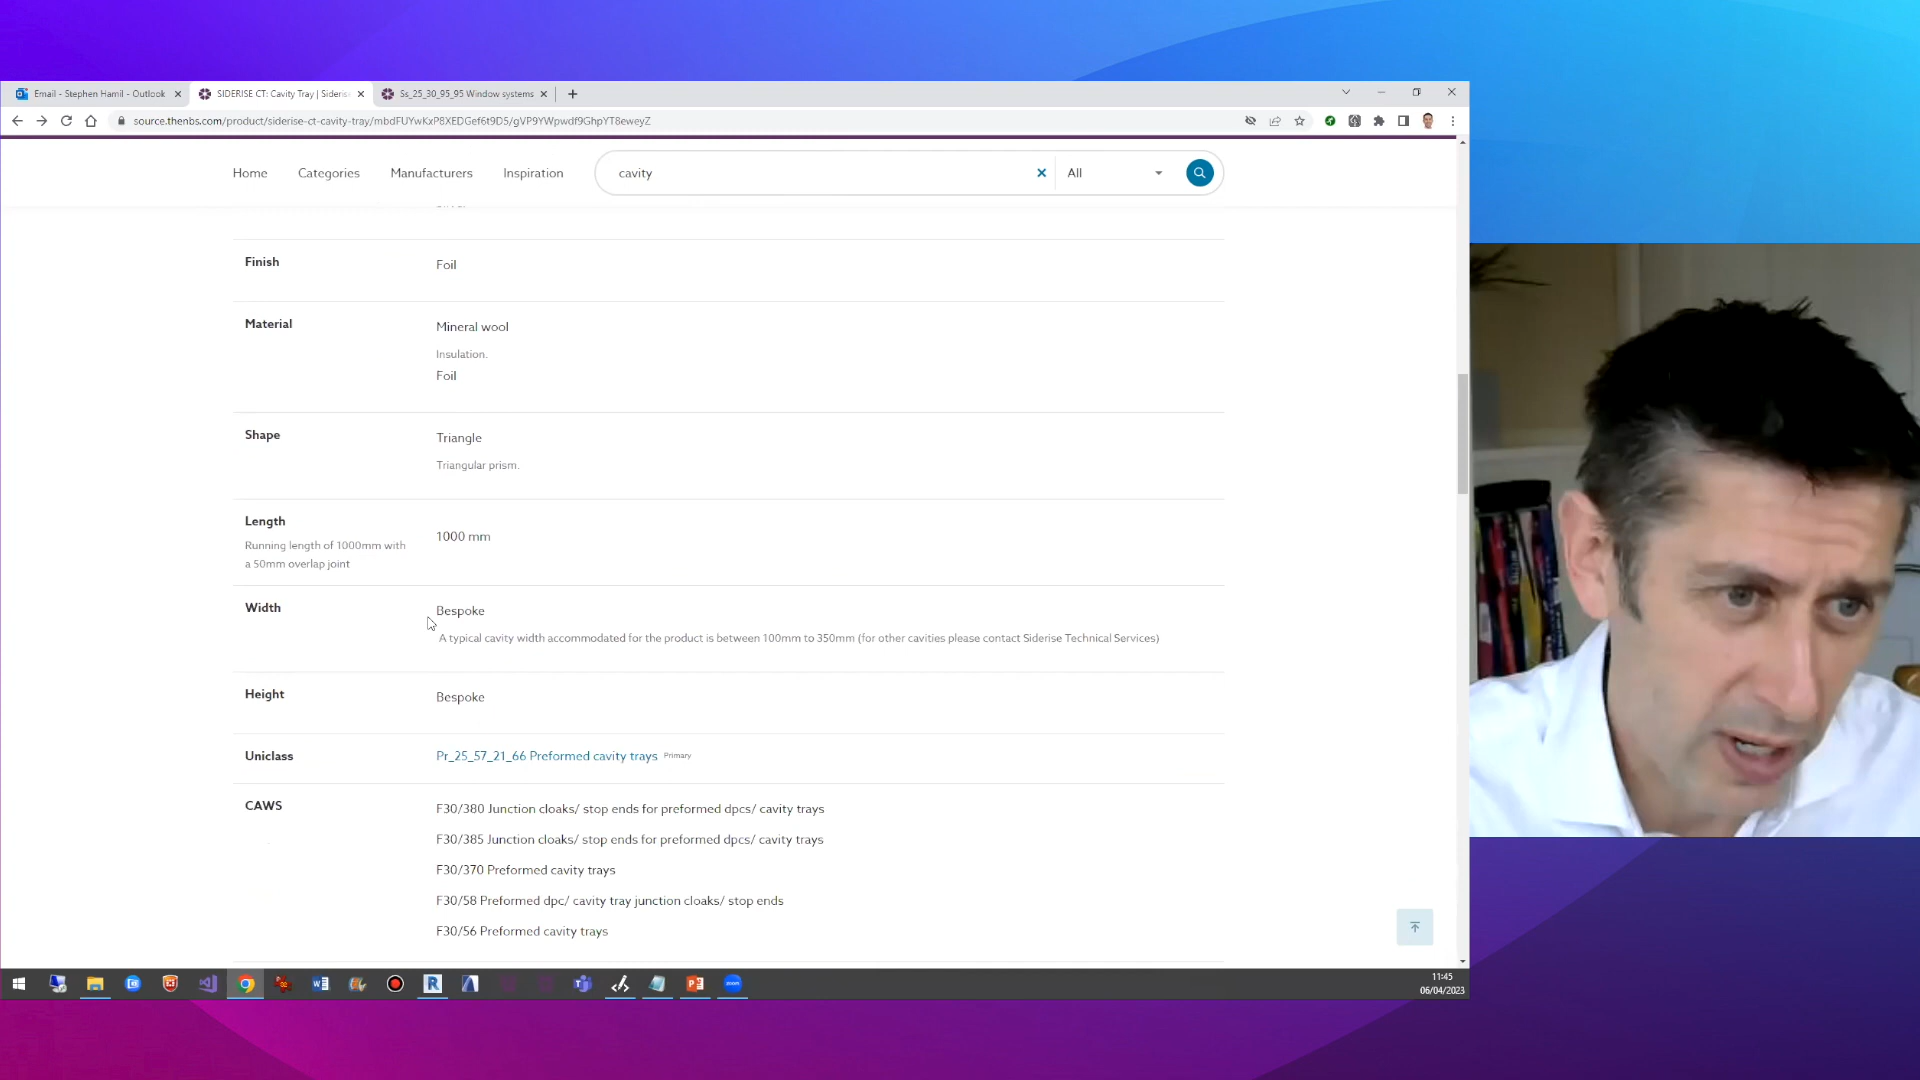 Email - Stephen Hamil - Outlook
SIDERISE CT: Cavity Tray | Sideris
Ss_25_30_95_95 Window systems
source.thenbs.com/product/siderise-ct-cavity-tray/mbdFUYwKxP8XEDGef6t9D5/gVP9YWpwdf9GhpYT8eweyZ
Home
Categories
Manufacturers
Inspiration
cavity
All
Finish
Foil
Material
Mineral wool
Insulation.
Foil
Shape
Triangle
Triangular prism.
Length
Running length of 1000mm with
a 50mm overlap joint
1000 mm
Width
Bespoke
A typical cavity width accommodated for the product is between 100mm to 350mm (for other cavities please contact Siderise Technical Services)
Height
Bespoke
Uniclass
Pr_25_57_21_66 Preformed cavity trays Primary
CAWS
F30/380 Junction cloaks/ stop ends for preformed dpcs/ cavity trays
F30/385 Junction cloaks/ stop ends for preformed dpcs/ cavity trays
F30/370 Preformed cavity trays
F30/58 Preformed dpc/ cavity tray junction cloaks/ stop ends
F30/56 Preformed cavity trays
zoom
11:45
06/04/2023